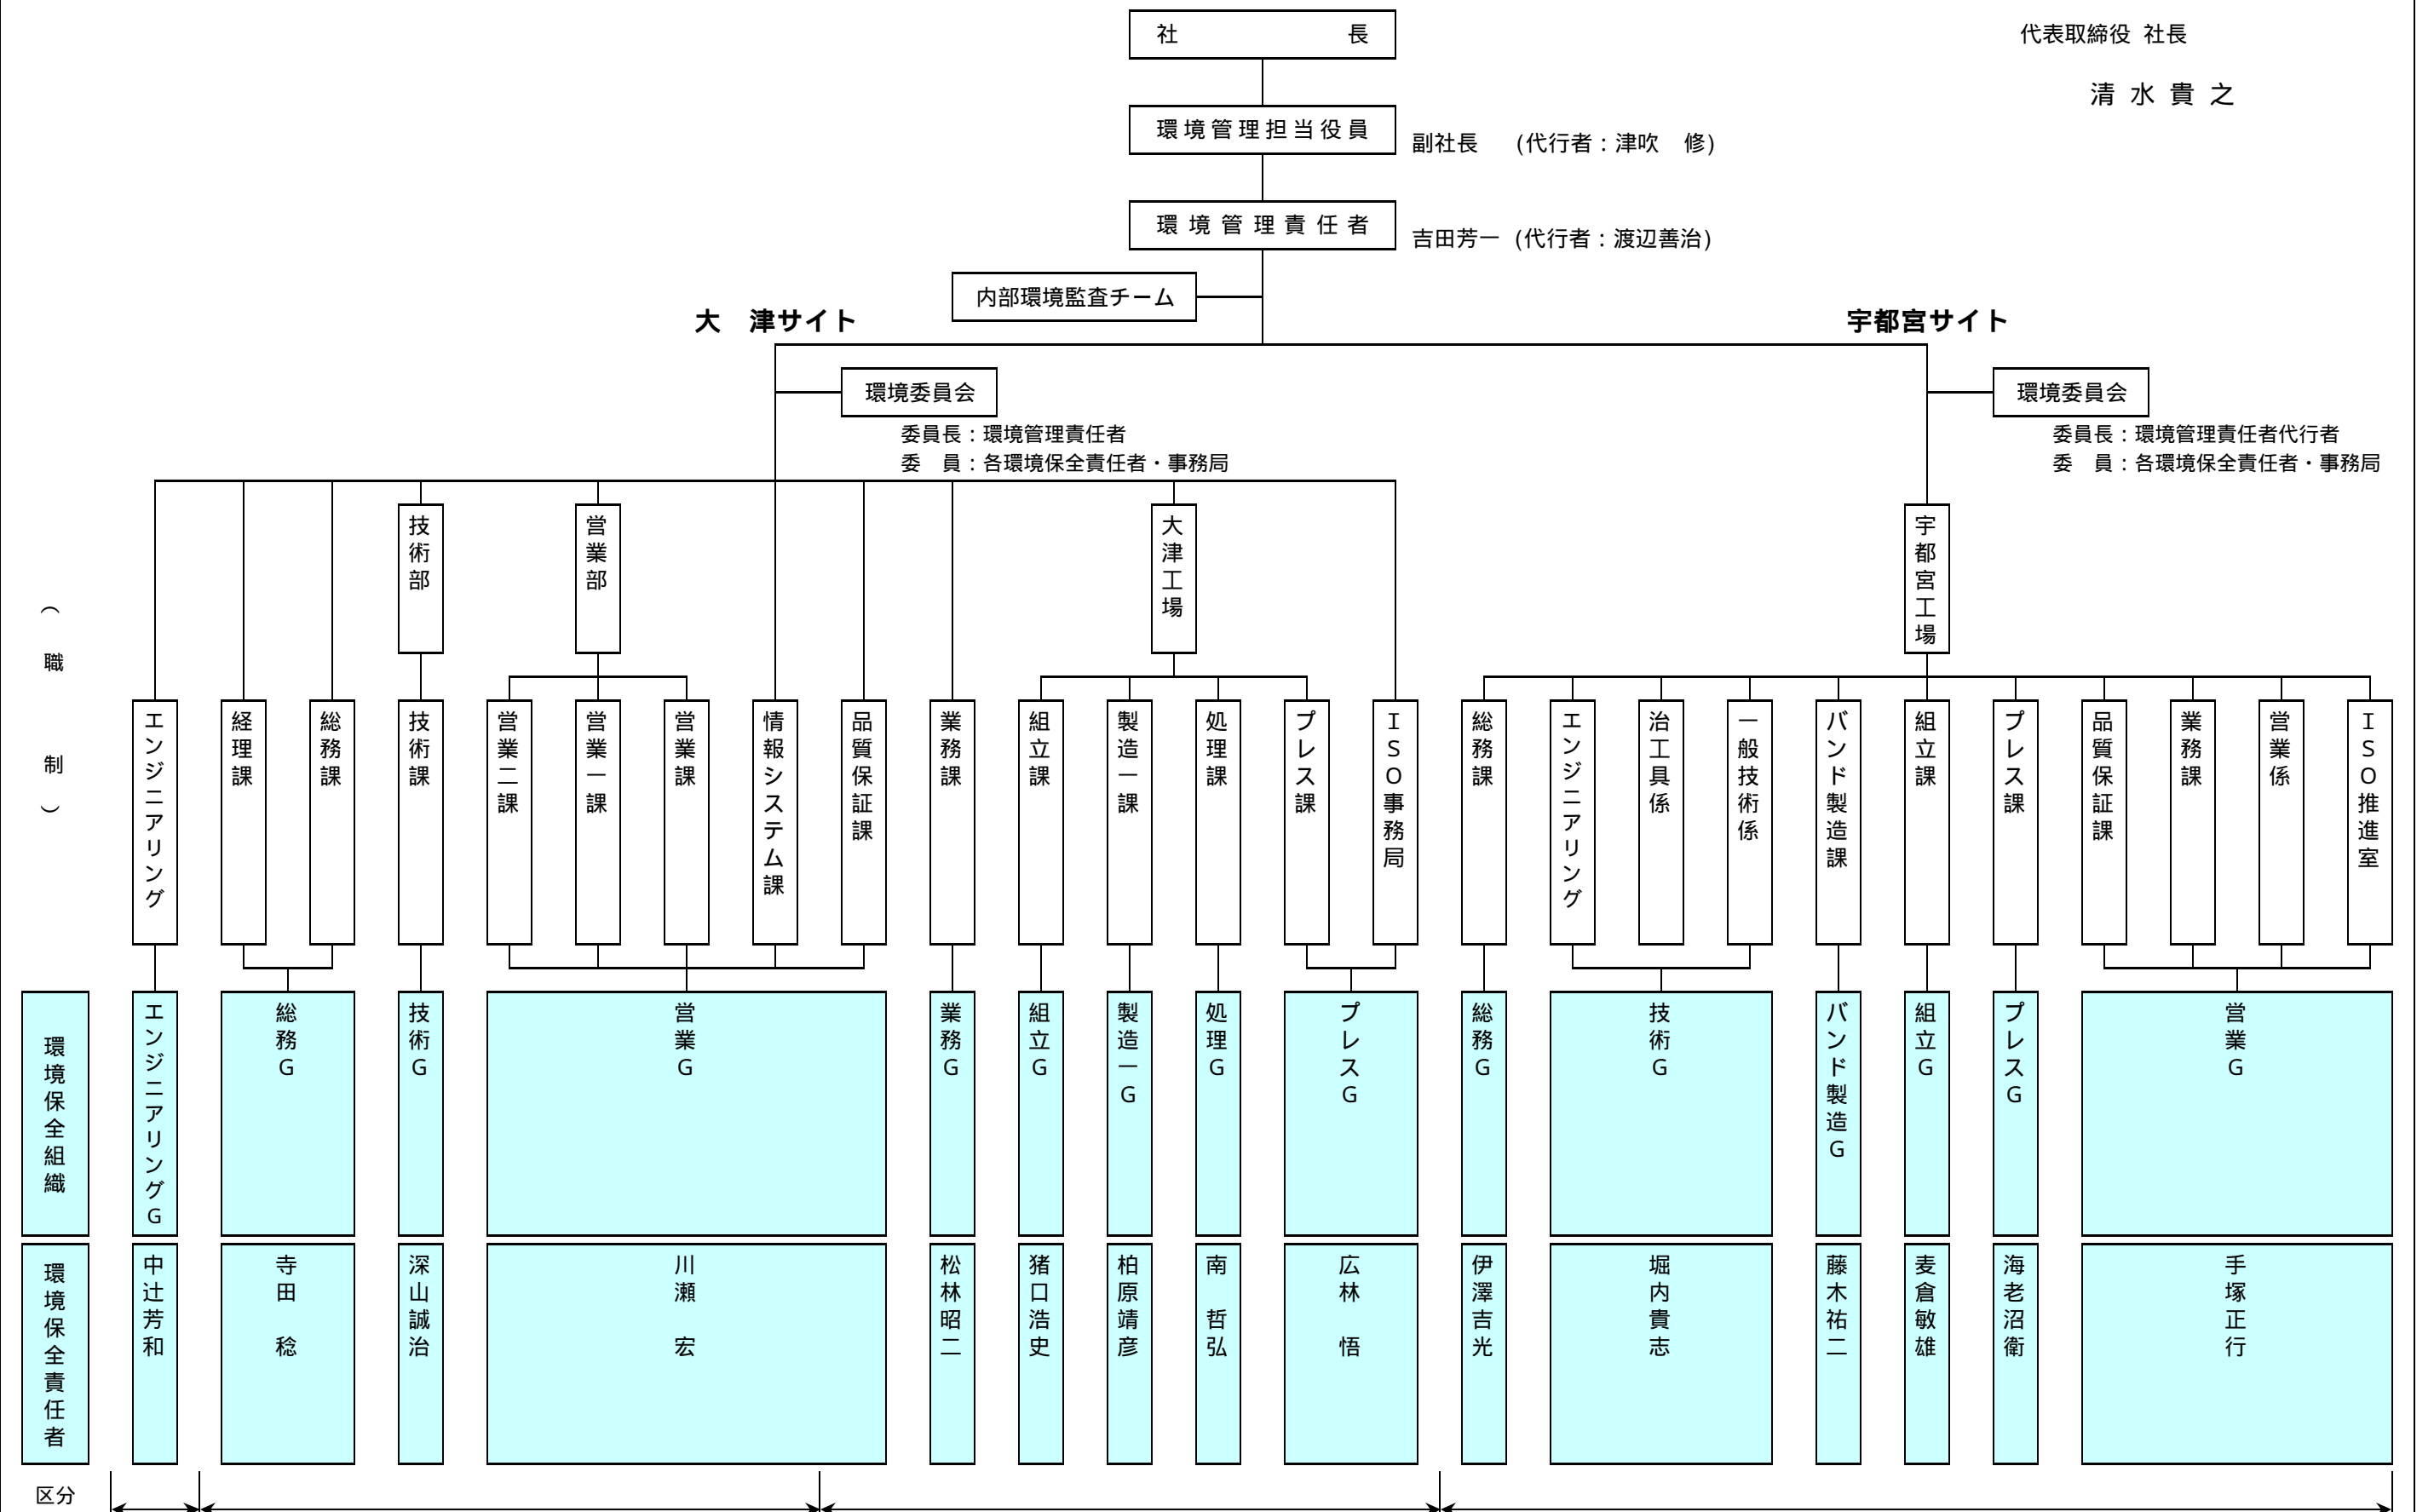 社　長
代表取締役 社長
清 水 貴 之
環境管理担当役員
副社長 (代行者：津吹　修)
環境管理責任者
吉田芳一 (代行者：渡辺善治)
内部環境監査チーム
大　津サイト
宇都宮サイト
環境委員会
環境委員会
委員長：環境管理責任者
委　員：各環境保全責任者・事務局
委員長：環境管理責任者代行者
委　員：各環境保全責任者・事務局
技術部
営業部
大津工場
宇都宮工場
（職　制）
エンジニアリング
経理課
総務課
技術課
営業二課
営業一課
営業課
情報システム課
品質保証課
業務課
組立課
製造一課
処理課
プレス課
ＩＳＯ事務局
総務課
エンジニアリング
治工具係
一般技術係
バンド製造課
組立課
プレス課
品質保証課
業務課
営業係
ＩＳＯ推進室
環境保全組織
エンジニアリングＧ
総務Ｇ
技術Ｇ
営業Ｇ
業務Ｇ
組立Ｇ
製造一Ｇ
処理Ｇ
プレスＧ
総務Ｇ
技術Ｇ
バンド製造Ｇ
組立Ｇ
プレスＧ
営業Ｇ
環境保全責任者
中辻芳和
寺田　稔
深山誠治
川瀬　宏
松林昭二
猪口浩史
柏原靖彦
南　哲弘
広林　悟
伊澤吉光
堀内貴志
藤木祐二
麦倉敏雄
海老沼衛
手塚正行
区分